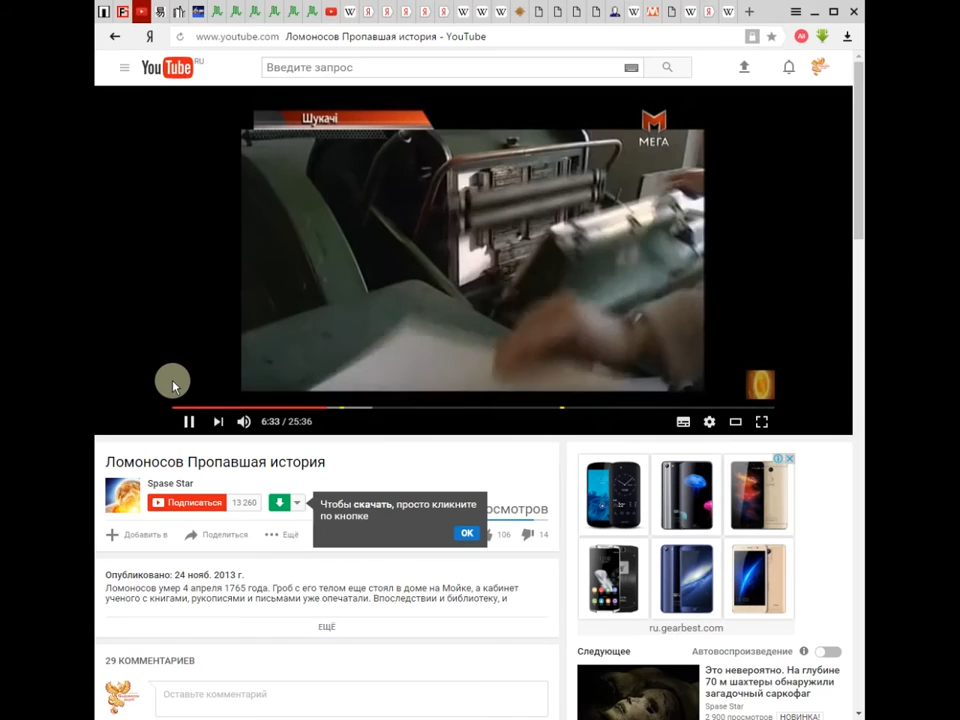 www.youtube.com Ломоносов Пропавшая история - YouTube
YouTube RU
Введите запрос
Шукачі
МЕГА
6:33 / 25:36
Ломоносов Пропавшая история
Spase Star
Подписаться 13 260
Чтобы скачать, просто кликните
по кнопке
OK
осмотров
Добавить в Поделиться Ещё 106 14
Опубликовано: 24 нояб. 2013 г.
Ломоносов умер 4 апреля 1765 года. Гроб с его телом еще стоял в доме на Мойке, а кабинет
ученого с книгами, рукописями и письмами уже опечатали. Впоследствии и библиотеку, и
ЕЩЁ
29 КОММЕНТАРИЕВ
Оставьте комментарий
ru.gearbest.com
Следующее Автовоспроизведение
Это невероятно. На глубине
70 м шахтеры обнаружили
загадочный саркофаг
Spase Star
2 900 просмотров НОВИНКА!